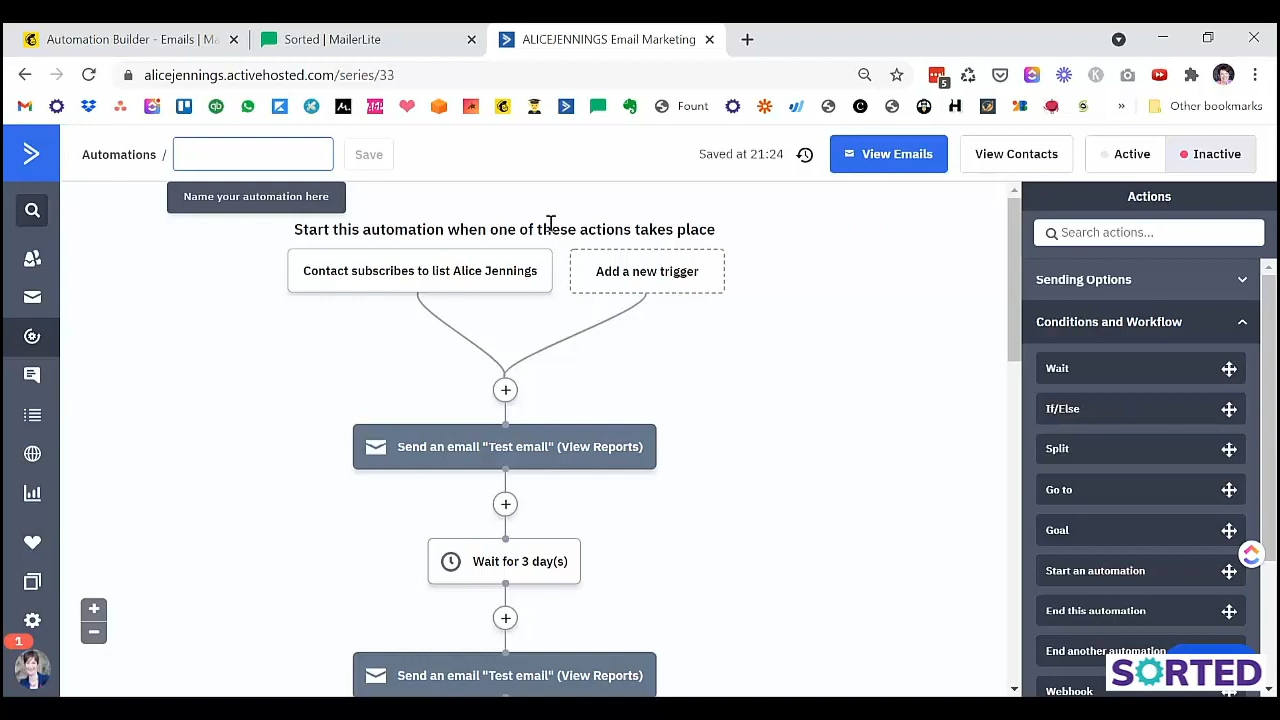 Automation Builder - Emails | Ma
Sorted | MailerLite
ALICEJENNINGS Email Marketing
alicejennings.activehosted.com/series/33
5
Fount
Other bookmarks
Automations /
Save
Saved at 21:24
View Emails
View Contacts
Active
Inactive
Name your automation here
Actions
Search actions...
Start this automation when one of these actions takes place
Contact subscribes to list Alice Jennings
Add a new trigger
Sending Options
Conditions and Workflow
Wait
If/Else
Send an email "Test email" (View Reports)
Split
Go to
Goal
Wait for 3 day(s)
Start an automation
End this automation
End another automation
Send an email "Test email" (View Reports)
Webhook
1
SORTED